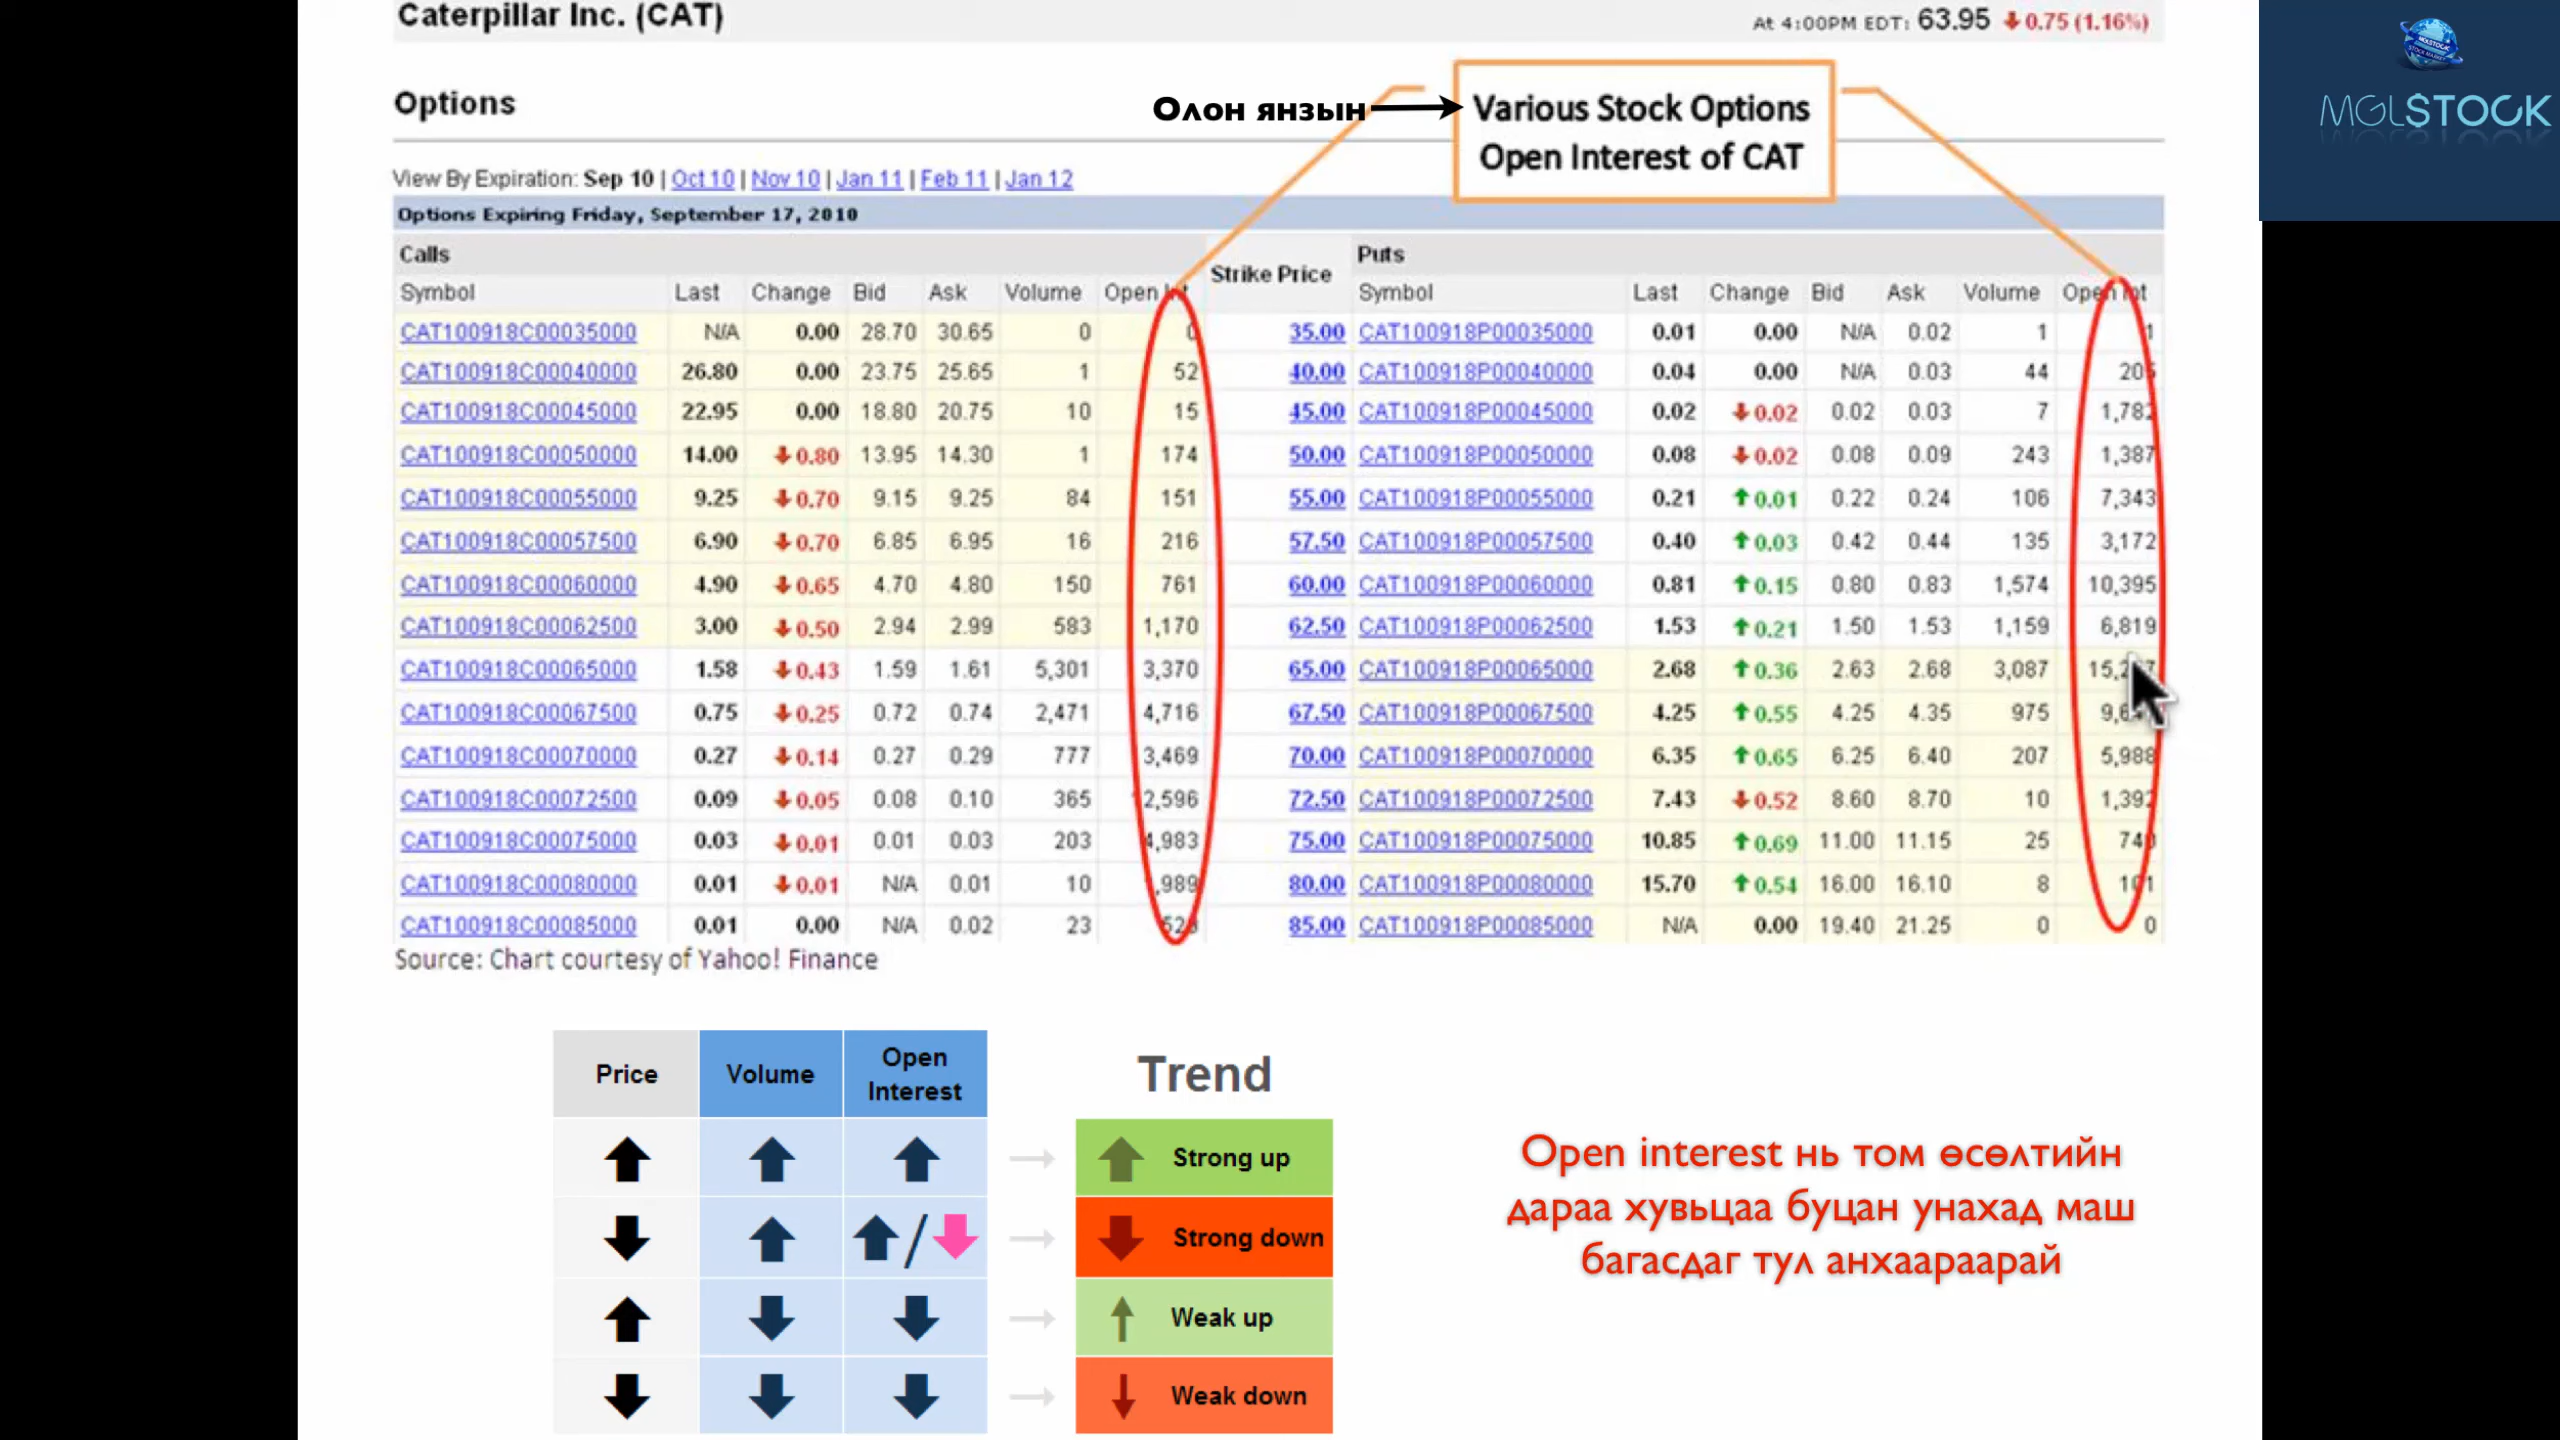 Caterpillar Inc. (CAT)
At 4:00PM EDT: 63.95 0.75 (1.16%)
MGLSTOCK
Options
Олон янзын
Various Stock Options
Open Interest of CAT
View By Expiration: Sep 10 | Oct 10 | Nov 10 | Jan 11 | Feb 11 | Jan 12
Options Expiring Friday, September 17, 2010
Calls Strike Price Puts
Symbol Last Change Bid Ask Volume Open Symbol Last Change Bid Ask Volume Open Int
CAT100918C00035000 N/A 0.00 28.70 30.65 0 0 35.00 CAT100918P00035000 0.01 0.00 N/A 0.02 1 1
CAT100918C00040000 26.80 0.00 23.75 25.65 1 52 40.00 CAT100918P00040000 0.04 0.00 N/A 0.03 44
CAT100918C00045000 22.95 0.00 18.80 20.75 10 15 45.00 CAT100918P00045000 0.02 0.02 0.02 0.03 7 1,782
CAT100918C00050000 14.00 0.80 13.95 14.30 1 174 50.00 CAT100918P00050000 0.08 0.02 0.08 0.09 243 1,387
CAT100918C00055000 9.25 0.70 9.15 9.25 84 151 55.00 CAT100918P00055000 0.21 0.01 0.22 0.24 106 7,343
CAT100918C00057500 6.90 0.70 6.85 6.95 16 216 57.50 CAT100918P00057500 0.40 0.03 0.42 0.44 135 3,172
CAT100918C00060000 4.90 0.65 4.70 4.80 150 761 60.00 CAT100918P00060000 0.81 0.15 0.80 0.83 1,574 10,395
CAT100918C00062500 3.00 0.50 2.94 2.99 583 1,170 62.50 CAT100918P00062500 1.53 0.21 1.50 1.53 1,159 6,819
CAT100918C00065000 1.58 0.43 1.59 1.61 5,301 3,370 65.00 CAT100918P00065000 2.68 0.36 2.63 2.68 3,087
CAT100918C00067500 0.75 0.25 0.72 0.74 2,471 4,716 67.50 CAT100918P00067500 4.25 0.55 4.25 4.35 975
CAT100918C00070000 0.27 0.14 0.27 0.29 777 3,469 70.00 CAT100918P00070000 6.35 0.65 6.25 6.40 207 5,988
CAT100918C00072500 0.09 0.05 0.08 0.10 365 72.50 CAT100918P00072500 7.43 0.52 8.60 8.70 10 1,392
CAT100918C00075000 0.03 0.01 0.01 0.03 203 4,983 75.00 CAT100918P00075000 10.85 0.69 11.00 11.15 25
CAT100918C00080000 0.01 0.01 N/A 0.01 10 80.00 CAT100918P00080000 15.70 0.54 16.00 16.10 8 101
CAT100918C00085000 0.01 0.00 N/A 0.02 23 85.00 CAT100918P00085000 N/A 0.00 19.40 21.25 0 0
Source: Chart courtesy of Yahoo! Finance
Price Volume Open Interest Trend
Strong up
Strong down
Weak up
Weak down
Open interest нь том өсөлтийн
дараа хувьцаа буцан унахад маш
багасдаг тул анхаараарай